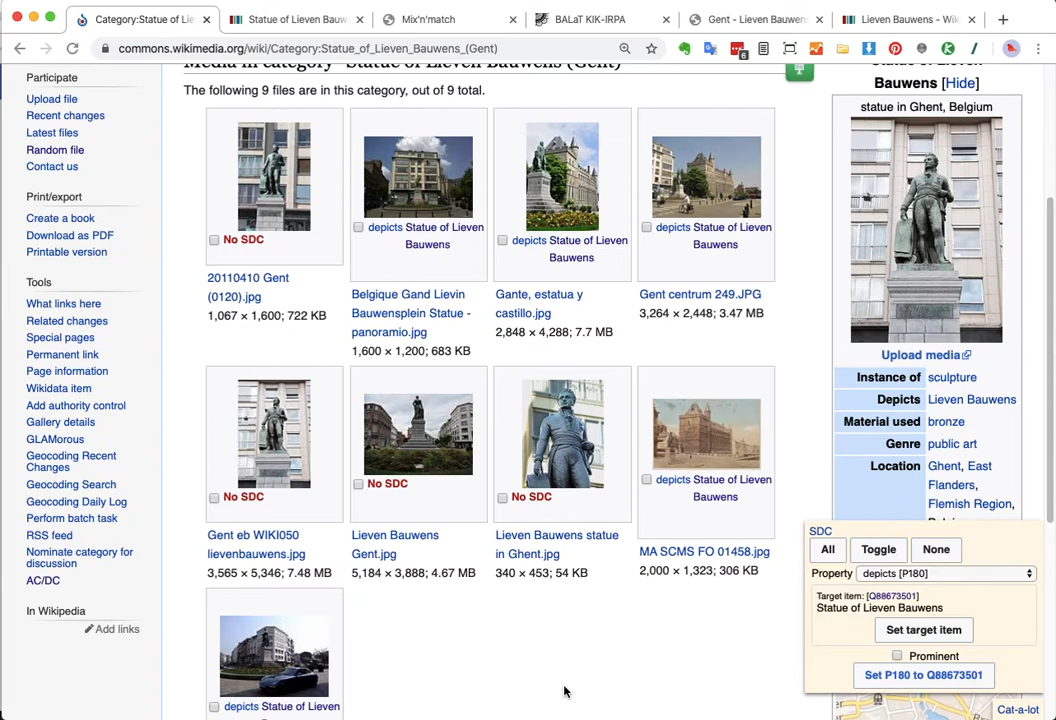 Category:Statue of Lie
Statue of Lieven Bauw
Mix'n'match
BALaT KIK-IRPA
Gent - Lieven Bauwen
Lieven Bauwens - Wik
commons.wikimedia.org/wiki/Category:Statue_of_Lieven_Bauwens_(Gent)
6
Participate
Upload file
Recent changes
Latest files
Random file
Contact us
Print/export
Create a book
Download as PDF
Printable version
Tools
What links here
Related changes
Special pages
Permanent link
Page information
Wikidata item
Add authority control
Gallery details
GLAMorous
Geocoding Recent
Changes
Geocoding Search
Geocoding Daily Log
Perform batch task
RSS feed
Nominate category for
discussion
AC/DC
In Wikipedia
Add links
Media in category "Statue of Lieven Bauwens (Gent)"
The following 9 files are in this category, out of 9 total.
No SDC
20110410 Gent
(0120).jpg
1,067 × 1,600; 722 KB
depicts Statue of Lieven
Bauwens
Belgique Gand Lievin
Bauwensplein Statue -
panoramio.jpg
1,600 × 1,200; 683 KB
depicts Statue of Lieven
Bauwens
Gante, estatua y
castillo.jpg
2,848 × 4,288; 7.7 MB
depicts Statue of Lieven
Bauwens
Gent centrum 249.JPG
3,264 × 2,448; 3.47 MB
No SDC
Gent eb WIKI050
lievenbauwens.jpg
3,565 × 5,346; 7.48 MB
No SDC
Lieven Bauwens
Gent.jpg
5,184 × 3,888; 4.67 MB
No SDC
Lieven Bauwens statue
in Ghent.jpg
340 × 453; 54 KB
depicts Statue of Lieven
Bauwens
MA SCMS FO 01458.jpg
2,000 × 1,323; 306 KB
depicts Statue of Lieven
Statue of Lieven
Bauwens [Hide]
statue in Ghent, Belgium
Upload media
Instance of sculpture
Depicts Lieven Bauwens
Material used bronze
Genre public art
Location Ghent, East
Flanders,
Flemish Region,
SDC
All Toggle None
Property depicts [P180]
Target item: [Q88673501]
Statue of Lieven Bauwens
Set target item
Prominent
Set P180 to Q88673501
Cat-a-lot